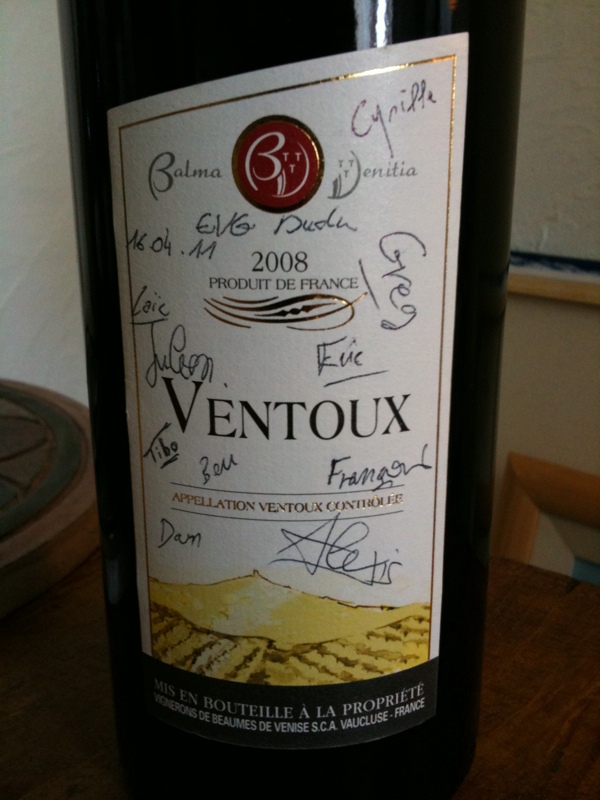 Cyrille
Balma Venitia
EVG Dudu
16.04.11
2008
PRODUIT DE FRANCE
Greg
Loïc
Julien
Eric
VENTOUX
Tibo
Ben
François
APPELLATION VENTOUX CONTRÔLÉE
Dam
Alexis
MIS EN BOUTEILLE À LA PROPRIÉTÉ
VIGNERONS DE BEAUMES DE VENISE S.C.A. VAUCLUSE - FRANCE